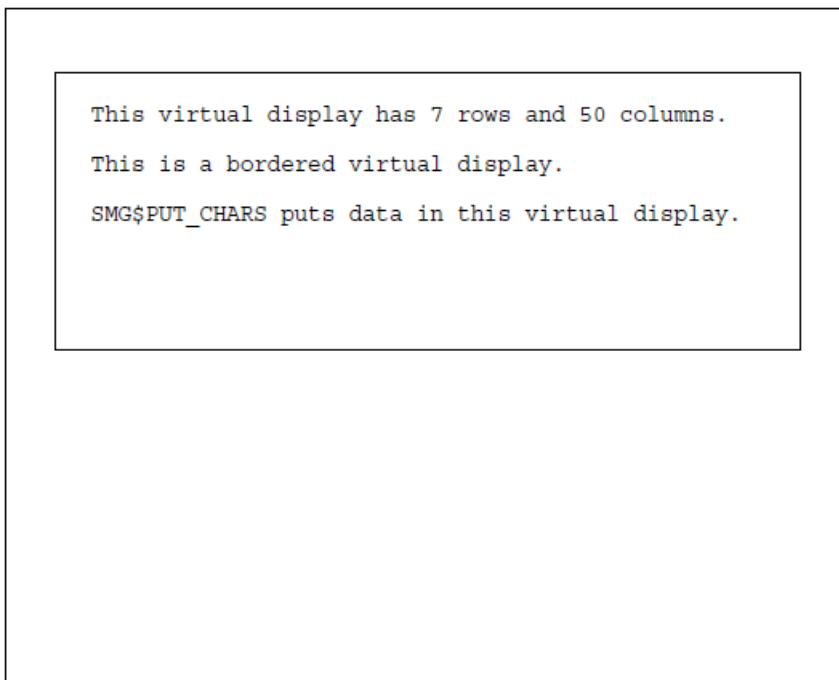 This virtual display has 7 rows and 50 columns.
This is a bordered virtual display.
SMG$PUT_CHARS puts data in this virtual display.